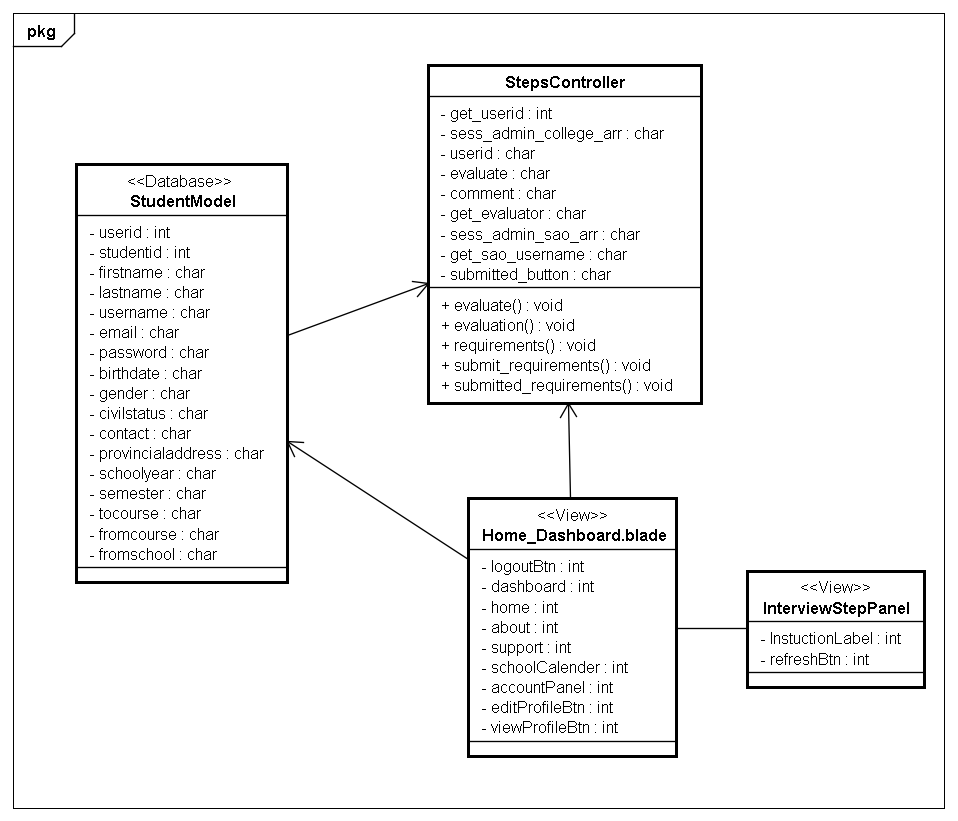 pkg
StepsController
- get_userid : int
- sess_admin_college_arr : char
- userid : char
- evaluate : char
- comment : char
- get_evaluator : char
- sess_admin_sao_arr : char
- get_sao_username : char
- submitted_button : char
+ evaluate() : void
+ evaluation() : void
+ requirements() : void
+ submit_requirements() : void
+ submitted_requirements() : void
<<Database>>
StudentModel
- userid : int
- studentid : int
- firstname : char
- lastname : char
- username : char
- email : char
- password : char
- birthdate : char
- gender : char
- civilstatus : char
- contact : char
- provincialaddress : char
- schoolyear : char
- semester : char
- tocourse : char
- fromcourse : char
- fromschool : char
<<View>>
Home_Dashboard.blade
- logoutBtn : int
- dashboard : int
- home : int
- about : int
- support : int
- schoolCalender : int
- accountPanel : int
- editProfileBtn : int
- viewProfileBtn : int
<<View>>
InterviewStepPanel
- InstuctionLabel : int
- refreshBtn : int